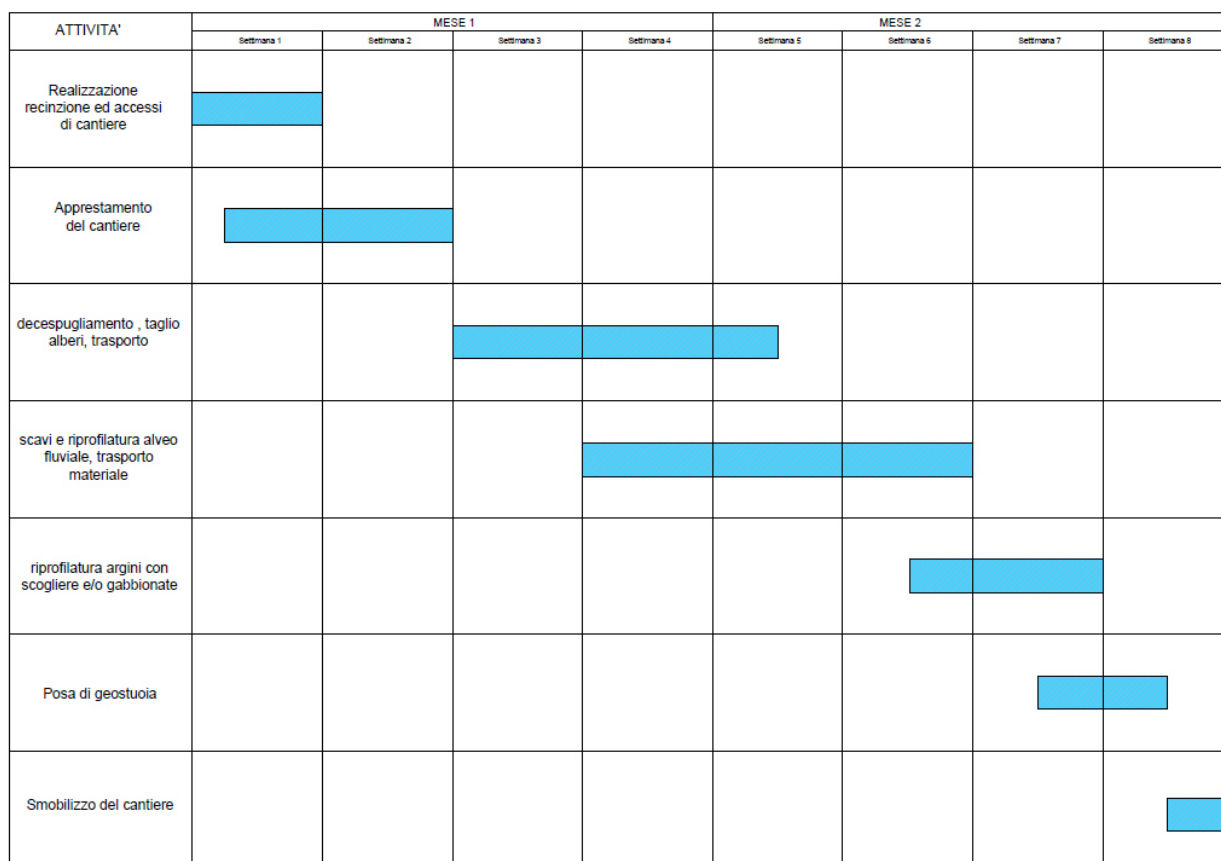 ATTIVITA'
MESE 1
MESE 2
Settimana 1
Settimana 2
Settimana 3
Settimana 4
Settimana 5
Settimana 6
Settimana 7
Settimana 8
Realizzazione
recinzione ed accessi
di cantiere
Apprestamento
del cantiere
decespugliamento , taglio
alberi, trasporto
scavi e riprofilatura alveo
fluviale, trasporto
materiale
riprofilatura argini con
scogliere e/o gabbionate
Posa di geostuoia
Smobilizzo del cantiere